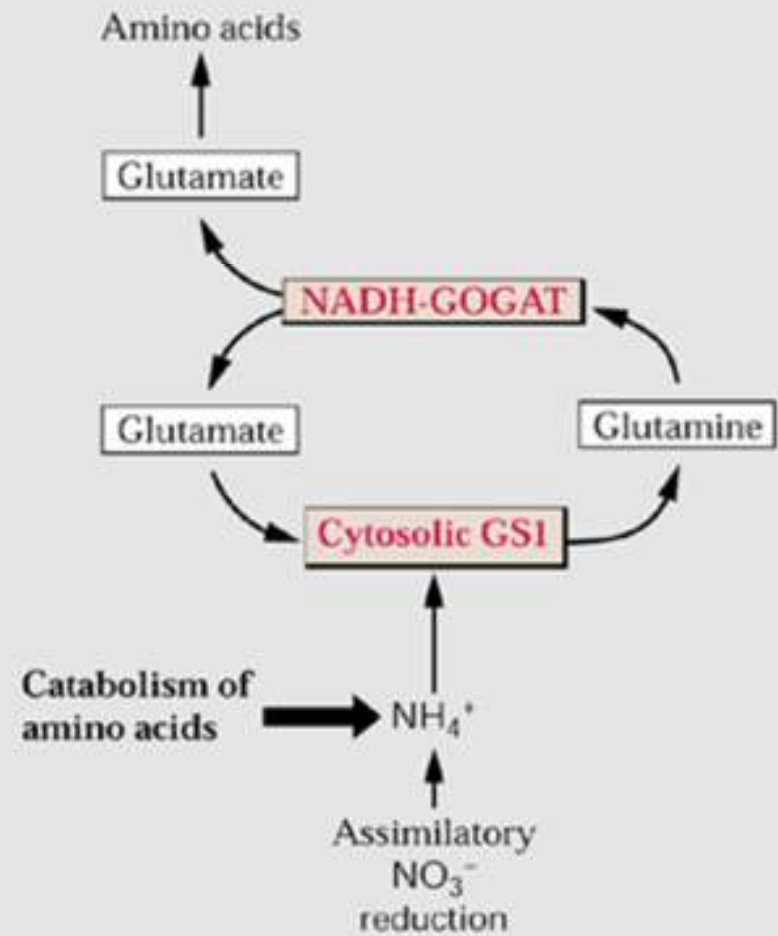 Amino acids
Glutamate
NADH-GOGAT
Glutamate
Glutamine
Cytosolic GS1
Catabolism of
amino acids
NH₄⁺
Assimilatory
NO₃⁻
reduction